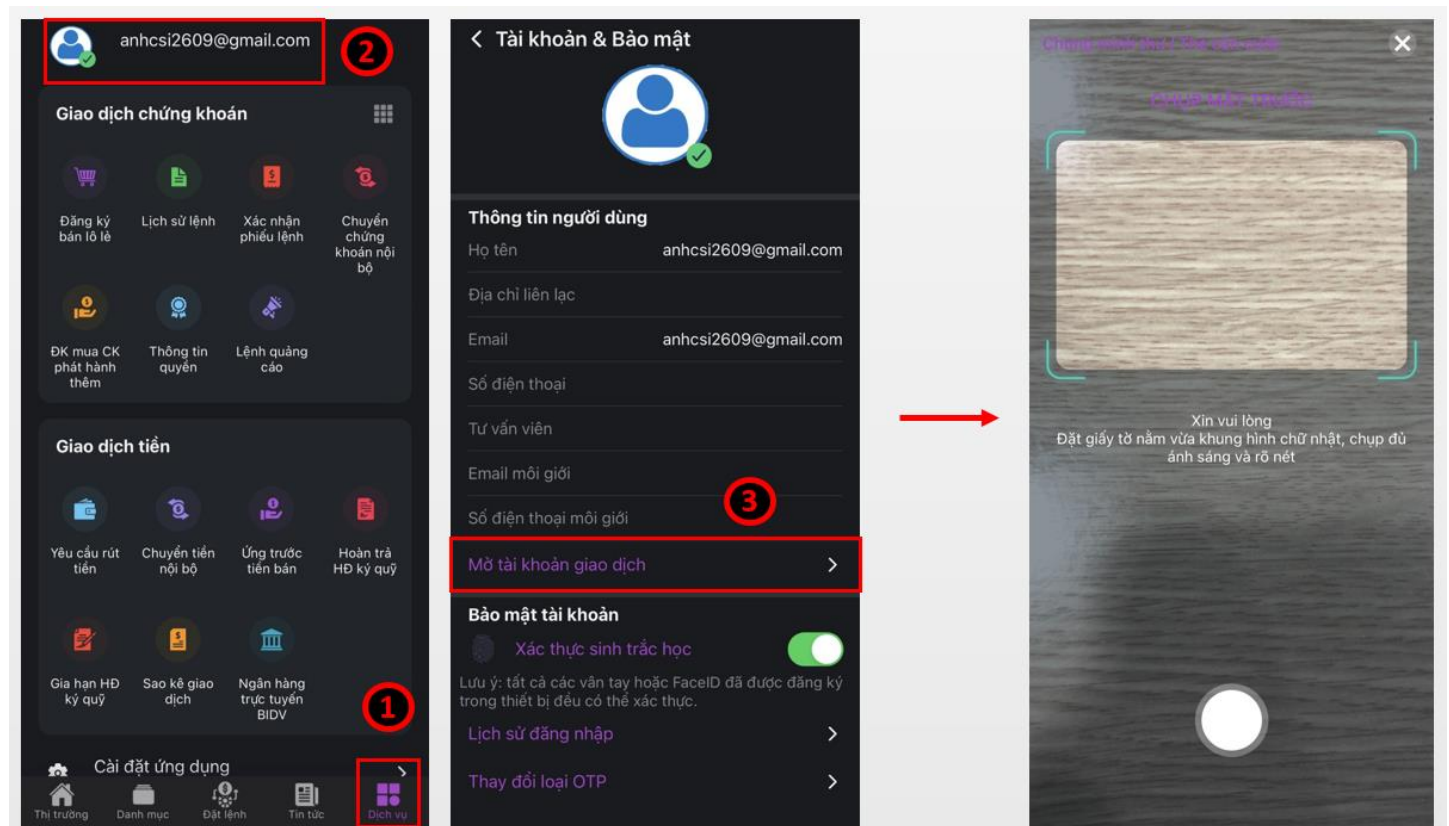 anhcsi2609@gmail.com
2
Giao dịch chứng khoán
Đăng ký
bán lô lẻ
Lịch sử lệnh
Xác nhận
phiếu lệnh
Chuyển
chứng
khoán nội
bộ
ĐK mua CK
phát hành
thêm
Thông tin
quyền
Lệnh quảng
cáo
Giao dịch tiền
Yêu cầu rút
tiền
Chuyển tiền
nội bộ
Ứng trước
tiền bán
Hoàn trả
HĐ ký quỹ
Gia hạn HĐ
ký quỹ
Sao kê giao
dịch
Ngân hàng
trực tuyến
BIDV
1
Cài đặt ứng dụng
Thị trường
Danh mục
Đặt lệnh
Tin tức
Dịch vụ
Tài khoản & Bảo mật
Thông tin người dùng
Họ tên anhcsi2609@gmail.com
Địa chỉ liên lạc
Email anhcsi2609@gmail.com
Số điện thoại
Tư vấn viên
Email môi giới
3
Số điện thoại môi giới
Mở tài khoản giao dịch
Bảo mật tài khoản
Xác thực sinh trắc học
Lưu ý: tất cả các vân tay hoặc FaceID đã được đăng ký
trong thiết bị đều có thể xác thực.
Lịch sử đăng nhập
Thay đổi loại OTP
Chứng minh thư / Thẻ căn cước
CHỤP MẶT TRƯỚC
Xin vui lòng
Đặt giấy tờ nằm vừa khung hình chữ nhật, chụp đủ
ánh sáng và rõ nét